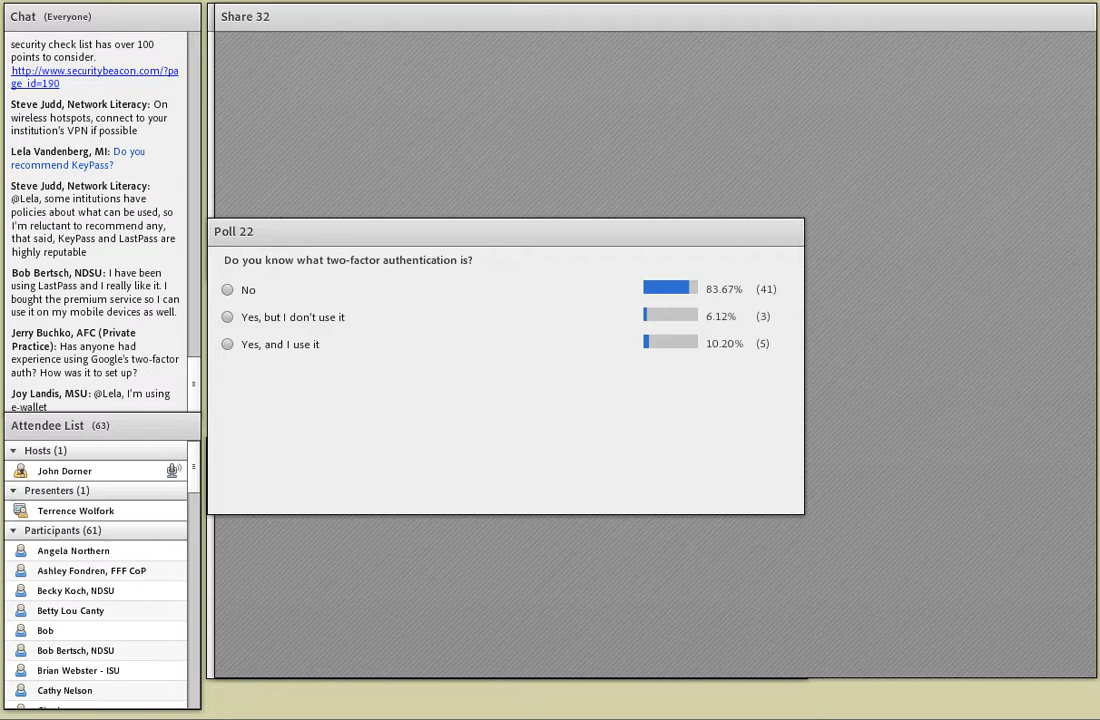 Chat (Everyone)
security check list has over 100
points to consider.
http://www.securitybeacon.com/?pa
ge_id=190
Steve Judd, Network Literacy: On
wireless hotspots, connect to your
institution's VPN if possible
Lela Vandenberg, MI: Do you
recommend KeyPass?
Steve Judd, Network Literacy:
@Lela, some intitutions have
policies about what can be used, so
I'm reluctant to recommend any,
that said, KeyPass and LastPass are
highly reputable
Bob Bertsch, NDSU: I have been
using LastPass and I really like it. I
bought the premium service so I can
use it on my mobile devices as well.
Jerry Buchko, AFC (Private
Practice): Has anyone had
experience using Google's two-factor
auth? How was it to set up?
Joy Landis, MSU: @Lela, I'm using
e-wallet
Attendee List (63)
Hosts (1)
John Dorner
Presenters (1)
Terrence Wolfork
Participants (61)
Angela Northern
Ashley Fondren, FFF CoP
Becky Koch, NDSU
Betty Lou Canty
Bob
Bob Bertsch, NDSU
Brian Webster - ISU
Cathy Nelson
Share 32
Poll 22
Do you know what two-factor authentication is?
No 83.67% (41)
Yes, but I don't use it 6.12% (3)
Yes, and I use it 10.20% (5)